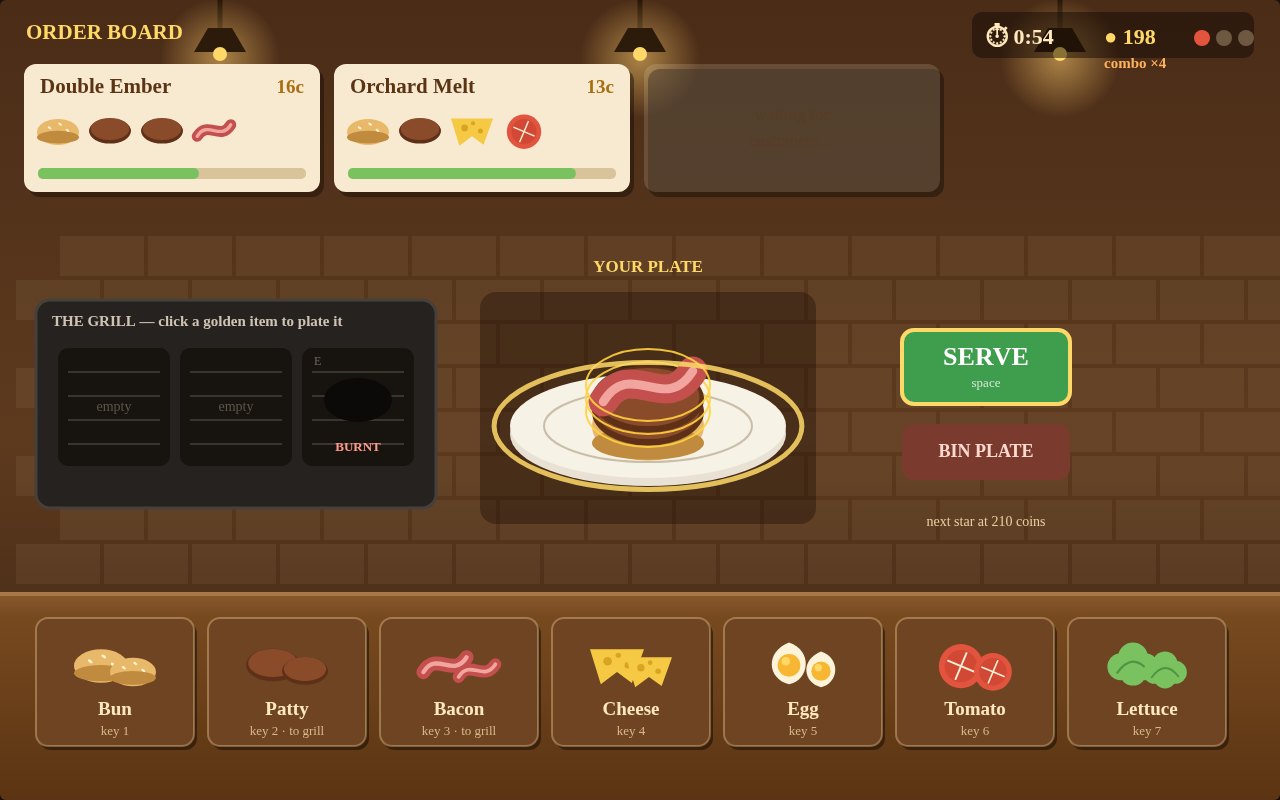 ORDER BOARD
⏱ 0:54
● 198
combo ×4
Double Ember 16c
Orchard Melt 13c
waiting for
YOUR PLATE
THE GRILL — click a golden item to plate it
empty
empty
E
BURNT
SERVE
space
BIN PLATE
next star at 210 coins
Bun
key 1
Patty
key 2 · to grill
Bacon
key 3 · to grill
Cheese
key 4
Egg
key 5
Tomato
key 6
Lettuce
key 7